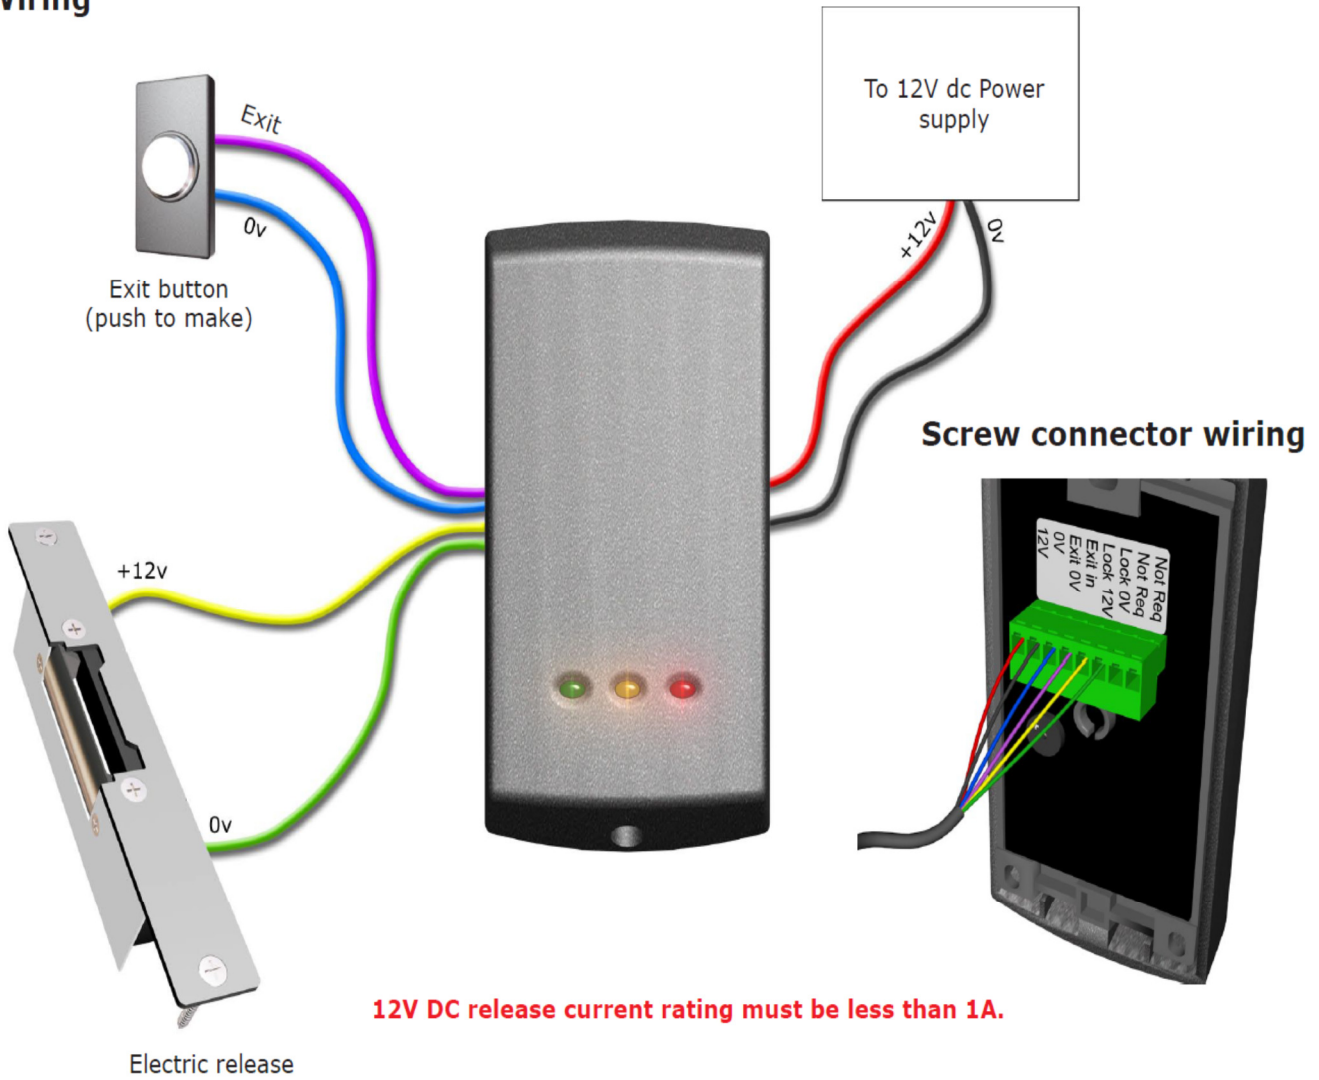 Wiring
To 12V dc Power
supply
Exit
0v
Exit button
(push to make)
+12v
0v
Screw connector wiring
+12v
0v
Not Req
Not Req
Lock 0V
Lock 12V
Exit in
Exit 0V
0V
12V
12V DC release current rating must be less than 1A.
Electric release